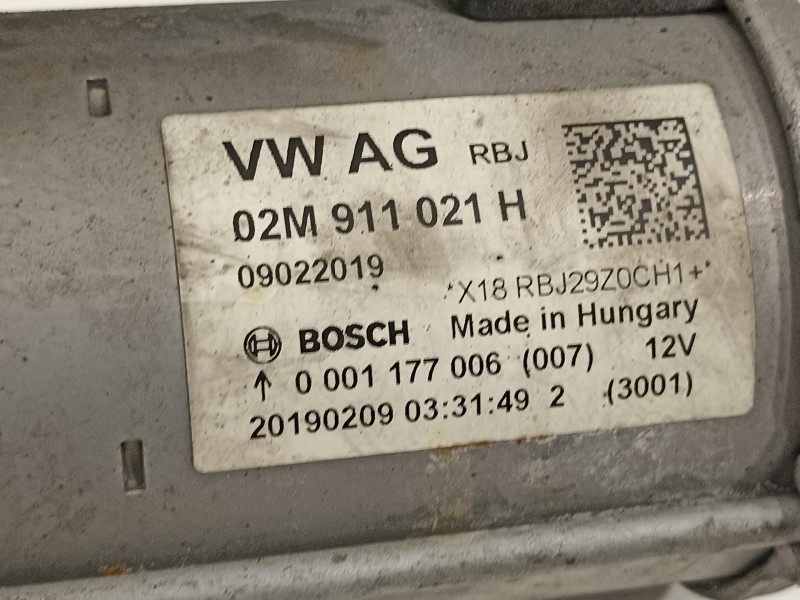 VW AG RBJ
02M 911 021 H
09022019
*X18 RBJ29Z0CH1+*
BOSCH Made in Hungary
↑ 0 001 177 006 (007) 12V
20190209 03:31:49 2 (3001)